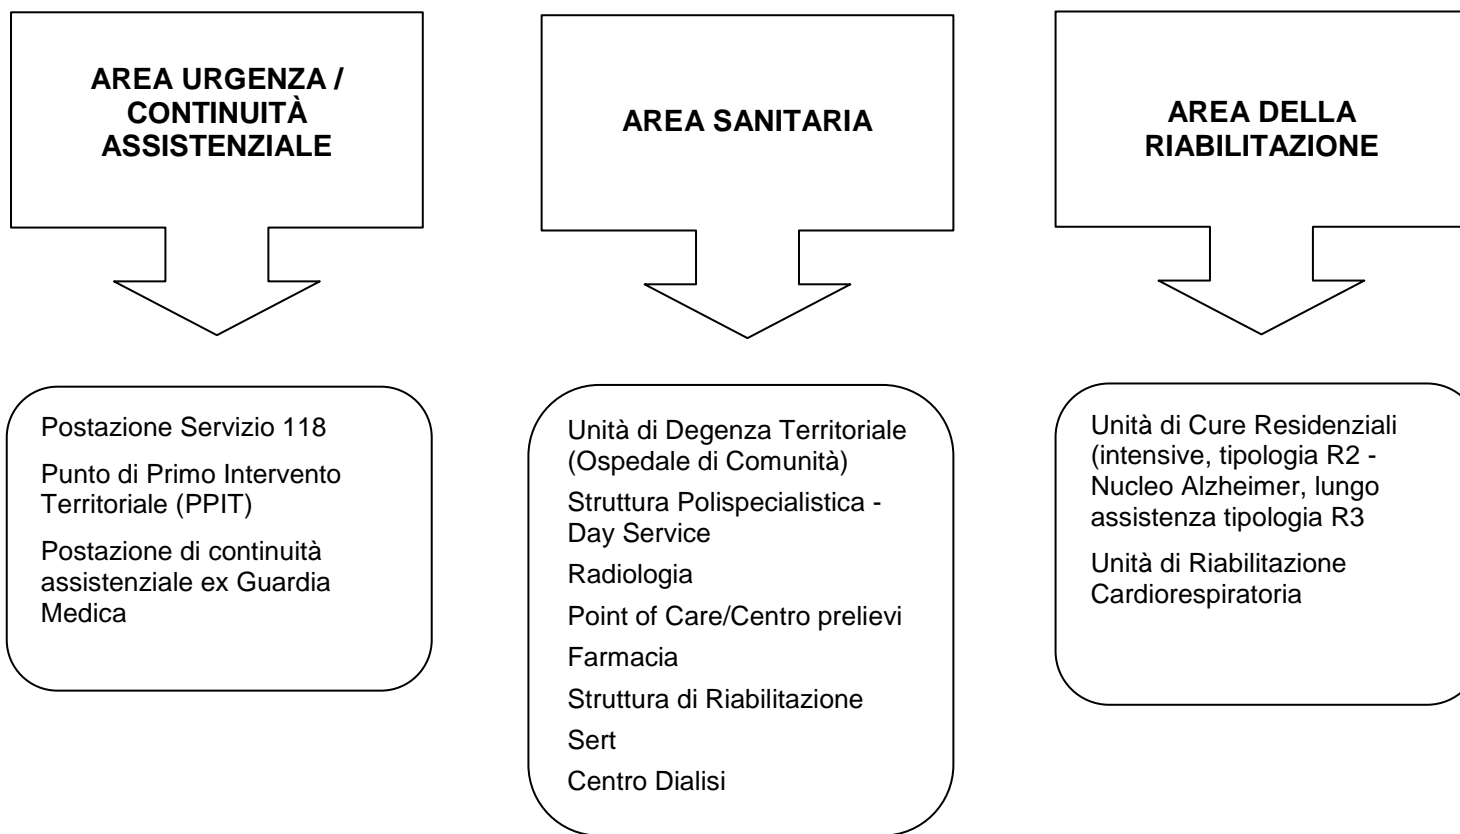 AREA URGENZA /
CONTINUITÀ
ASSISTENZIALE
AREA SANITARIA
AREA DELLA
RIABILITAZIONE
Postazione Servizio 118
Punto di Primo Intervento
Territoriale (PPIT)
Postazione di continuità
assistenziale ex Guardia
Medica
Unità di Degenza Territoriale
(Ospedale di Comunità)
Struttura Polispecialistica -
Day Service
Radiologia
Point of Care/Centro prelievi
Farmacia
Struttura di Riabilitazione
Sert
Centro Dialisi
Unità di Cure Residenziali
(intensive, tipologia R2 -
Nucleo Alzheimer, lungo
assistenza tipologia R3
Unità di Riabilitazione
Cardiorespiratoria